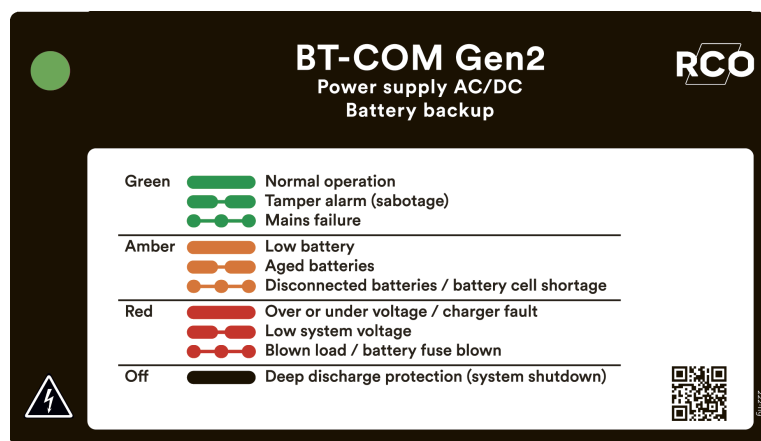 BT-COM Gen2
RCO
Power supply AC/DC
Battery backup
Green Normal operation
Tamper alarm (sabotage)
Mains failure
Amber Low battery
Aged batteries
Disconnected batteries / battery cell shortage
Red Over or under voltage / charger fault
Low system voltage
Blown load / battery fuse blown
Off Deep discharge protection (system shutdown)